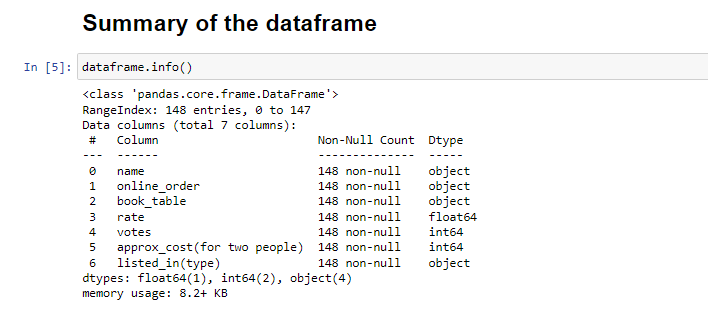 Summary of the dataframe
In [5]: dataframe.info()
<class 'pandas.core.frame.DataFrame'>
RangeIndex: 148 entries, 0 to 147
Data columns (total 7 columns):
 #   Column                       Non-Null Count  Dtype
---  ------                       --------------  -----
 0   name                         148 non-null    object
 1   online_order                 148 non-null    object
 2   book_table                   148 non-null    object
 3   rate                         148 non-null    float64
 4   votes                        148 non-null    int64
 5   approx_cost(for two people)  148 non-null    int64
 6   listed_in(type)              148 non-null    object
dtypes: float64(1), int64(2), object(4)
memory usage: 8.2+ KB